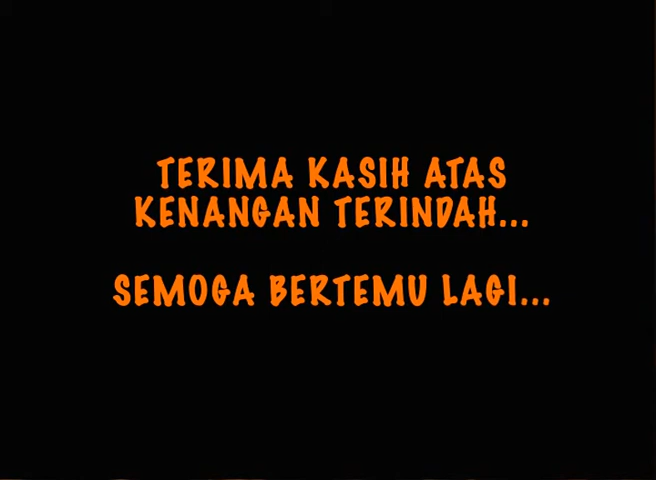 TERIMA KASIH ATAS
KENANGAN TERINDAH...
SEMOGA BERTEMU LAGI...